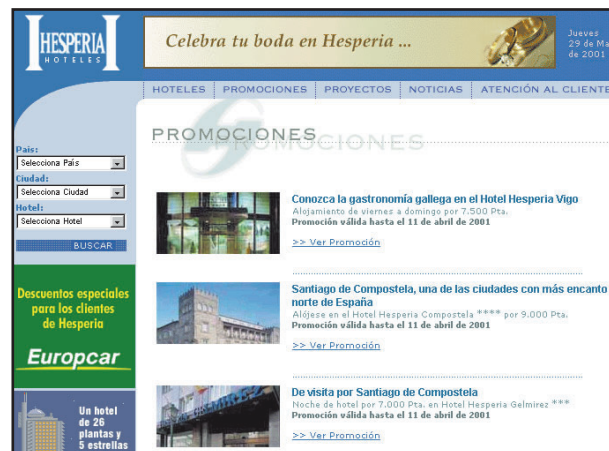 HESPERIA
HOTELES
Celebra tu boda en Hesperia ...
Jueves
29 de
de 2001
HOTELES
PROMOCIONES
PROYECTOS
NOTICIAS
ATENCIÓN AL CLIENTE
PROMOCIONES
PROMOCIONES
País:
Selecciona País
Ciudad:
Selecciona Ciudad
Hotel:
Selecciona Hotel
BUSCAR
Descuentos especiales
para los clientes
de Hesperia
Europcar
Un hotel
de 26
plantas y
5 estrellas
Conozca la gastronomía gallega en el Hotel Hesperia Vigo
Alojamiento de viernes a domingo por 7.500 Pta.
Promoción válida hasta el 11 de abril de 2001
>> Ver Promoción
Santiago de Compostela, una de las ciudades con más encanto
norte de España
Alójese en el Hotel Hesperia Compostela **** por 9.000 Pta.
Promoción válida hasta el 11 de abril de 2001
>> Ver Promoción
De visita por Santiago de Compostela
Noche de hotel por 7.000 Pta. en Hotel Hesperia Gelmirez ***
Promoción válida hasta el 11 de abril de 2001
>> Ver Promoción